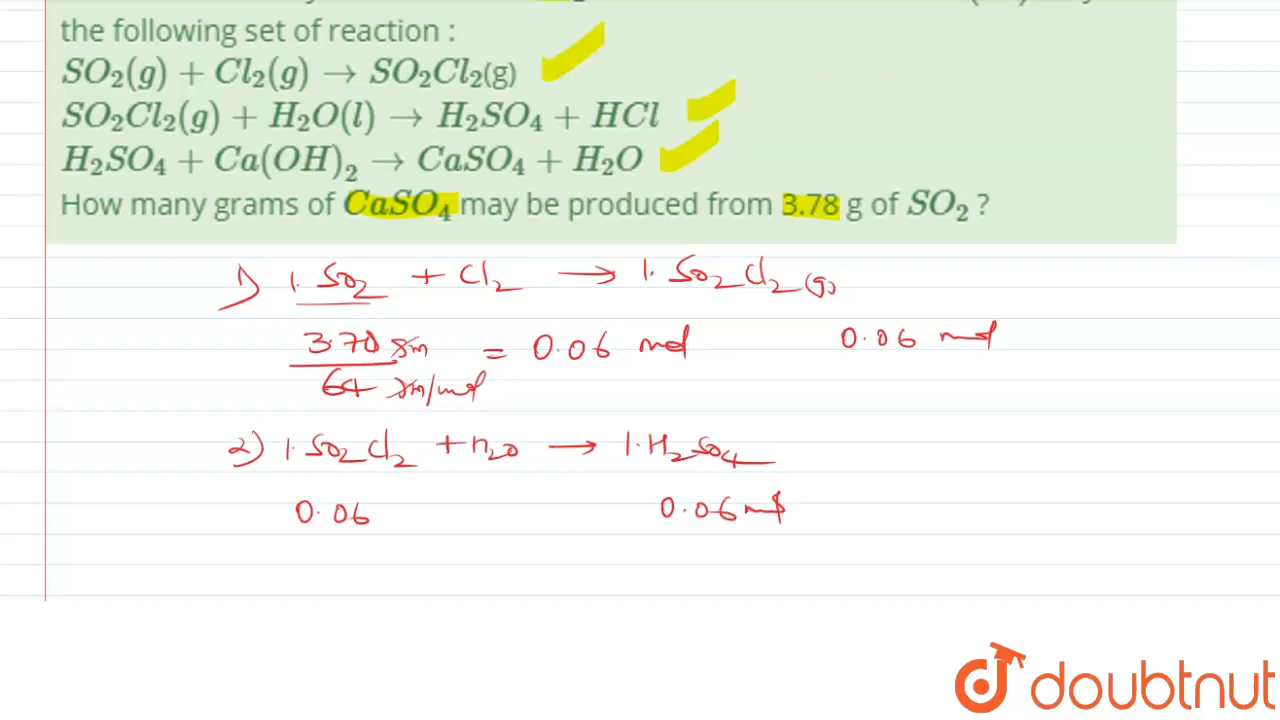 the following set of reaction :
SO₂(g) + Cl₂(g) → SO₂Cl₂(g)
SO₂Cl₂(g) + H₂O(l) → H₂SO₄ + HCl
H₂SO₄ + Ca(OH)₂ → CaSO₄ + H₂O
How many grams of CaSO₄ may be produced from 3.78 g of SO₂ ?
1) 1. SO₂ + Cl₂ → 1. SO₂Cl₂(g)
3.70 gm / 64 gm/mol = 0.06 mol 0.06 mol
2) 1. SO₂Cl₂ + H₂O → 1. H₂SO₄
0.06 0.06 mol
doubtnut